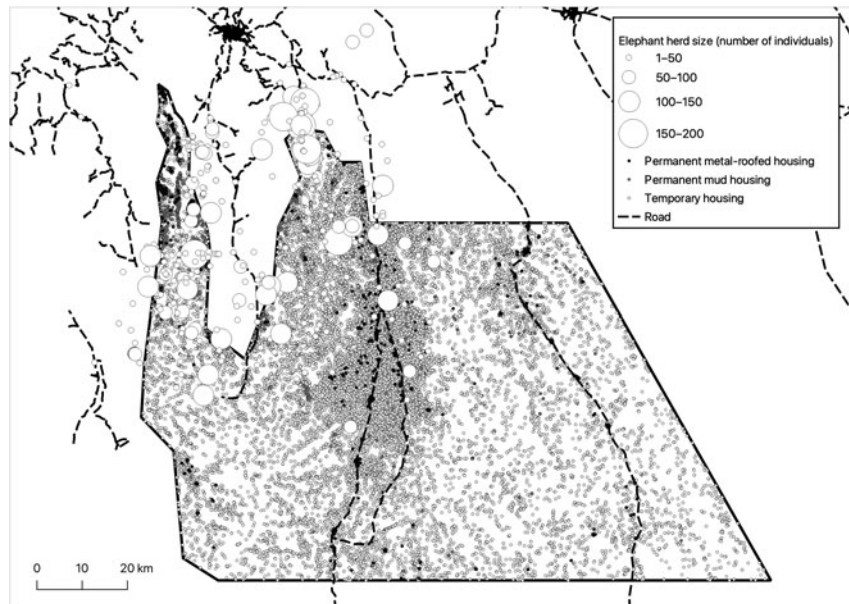 Elephant herd size (number of individuals)
1–50
50–100
100–150
150–200
Permanent metal-roofed housing
Permanent mud housing
Temporary housing
Road
0 10 20 km